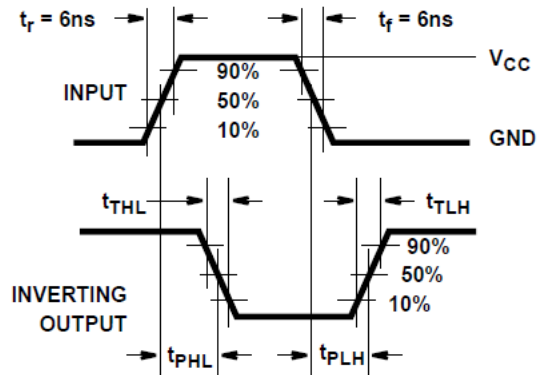 tr = 6ns
tf = 6ns
VCC
90%
INPUT
50%
10%
GND
tTHL
tTLH
90%
50%
10%
INVERTING
OUTPUT
tPHL
tPLH